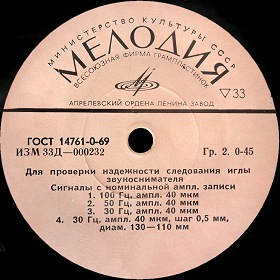 МИНИСТЕРСТВО КУЛЬТУРЫ СССР
МЕЛОДИЯ
ВСЕСОЮЗНАЯ ФИРМА ГРАМПЛАСТИНОК
АПРЕЛЕВСКИЙ ОРДЕНА ЛЕНИНА ЗАВОД
▽33
ГОСТ 14761-0-69
ИЗМ 33Д—000232
Гр. 2. 0-45
Для проверки надежности следования иглы
звукоснимателя
Сигналы с номинальной ампл. записи
1. 100 Гц, ампл. 40 мкм
2. 50 Гц, ампл. 40 мкм
3. 30 Гц, ампл. 40 мкм
4. 30 Гц, ампл. 40 мкм, шаг 0,5 мм,
диам. 130—110 мм